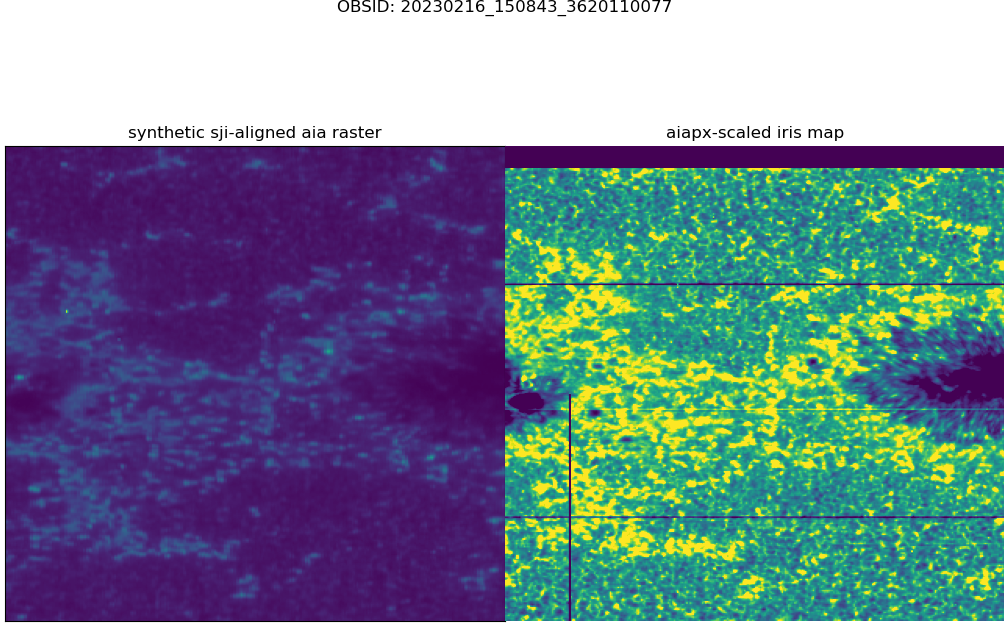 OBSID: 20230216_150843_3620110077
synthetic sji-aligned aia raster
aiapx-scaled iris map